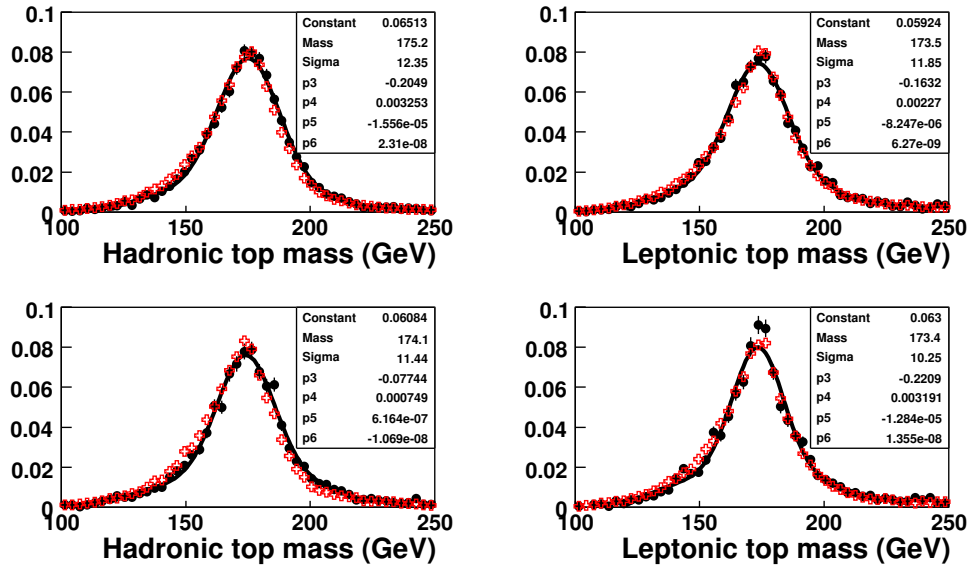 0.1
0.08
0.06
0.04
0.02
0
100 150 200 250
Hadronic top mass (GeV)
Constant 0.06513
Mass 175.2
Sigma 12.35
p3 -0.2049
p4 0.003253
p5 -1.556e-05
p6 2.31e-08
0.1
0.08
0.06
0.04
0.02
0
100 150 200 250
Leptonic top mass (GeV)
Constant 0.05924
Mass 173.5
Sigma 11.85
p3 -0.1632
p4 0.00227
p5 -8.247e-06
p6 6.27e-09
0.1
0.08
0.06
0.04
0.02
0
100 150 200 250
Hadronic top mass (GeV)
Constant 0.06084
Mass 174.1
Sigma 11.44
p3 -0.07744
p4 0.000749
p5 6.164e-07
p6 -1.069e-08
0.1
0.08
0.06
0.04
0.02
0
100 150 200 250
Leptonic top mass (GeV)
Constant 0.063
Mass 173.4
Sigma 10.25
p3 -0.2209
p4 0.003191
p5 -1.284e-05
p6 1.355e-08